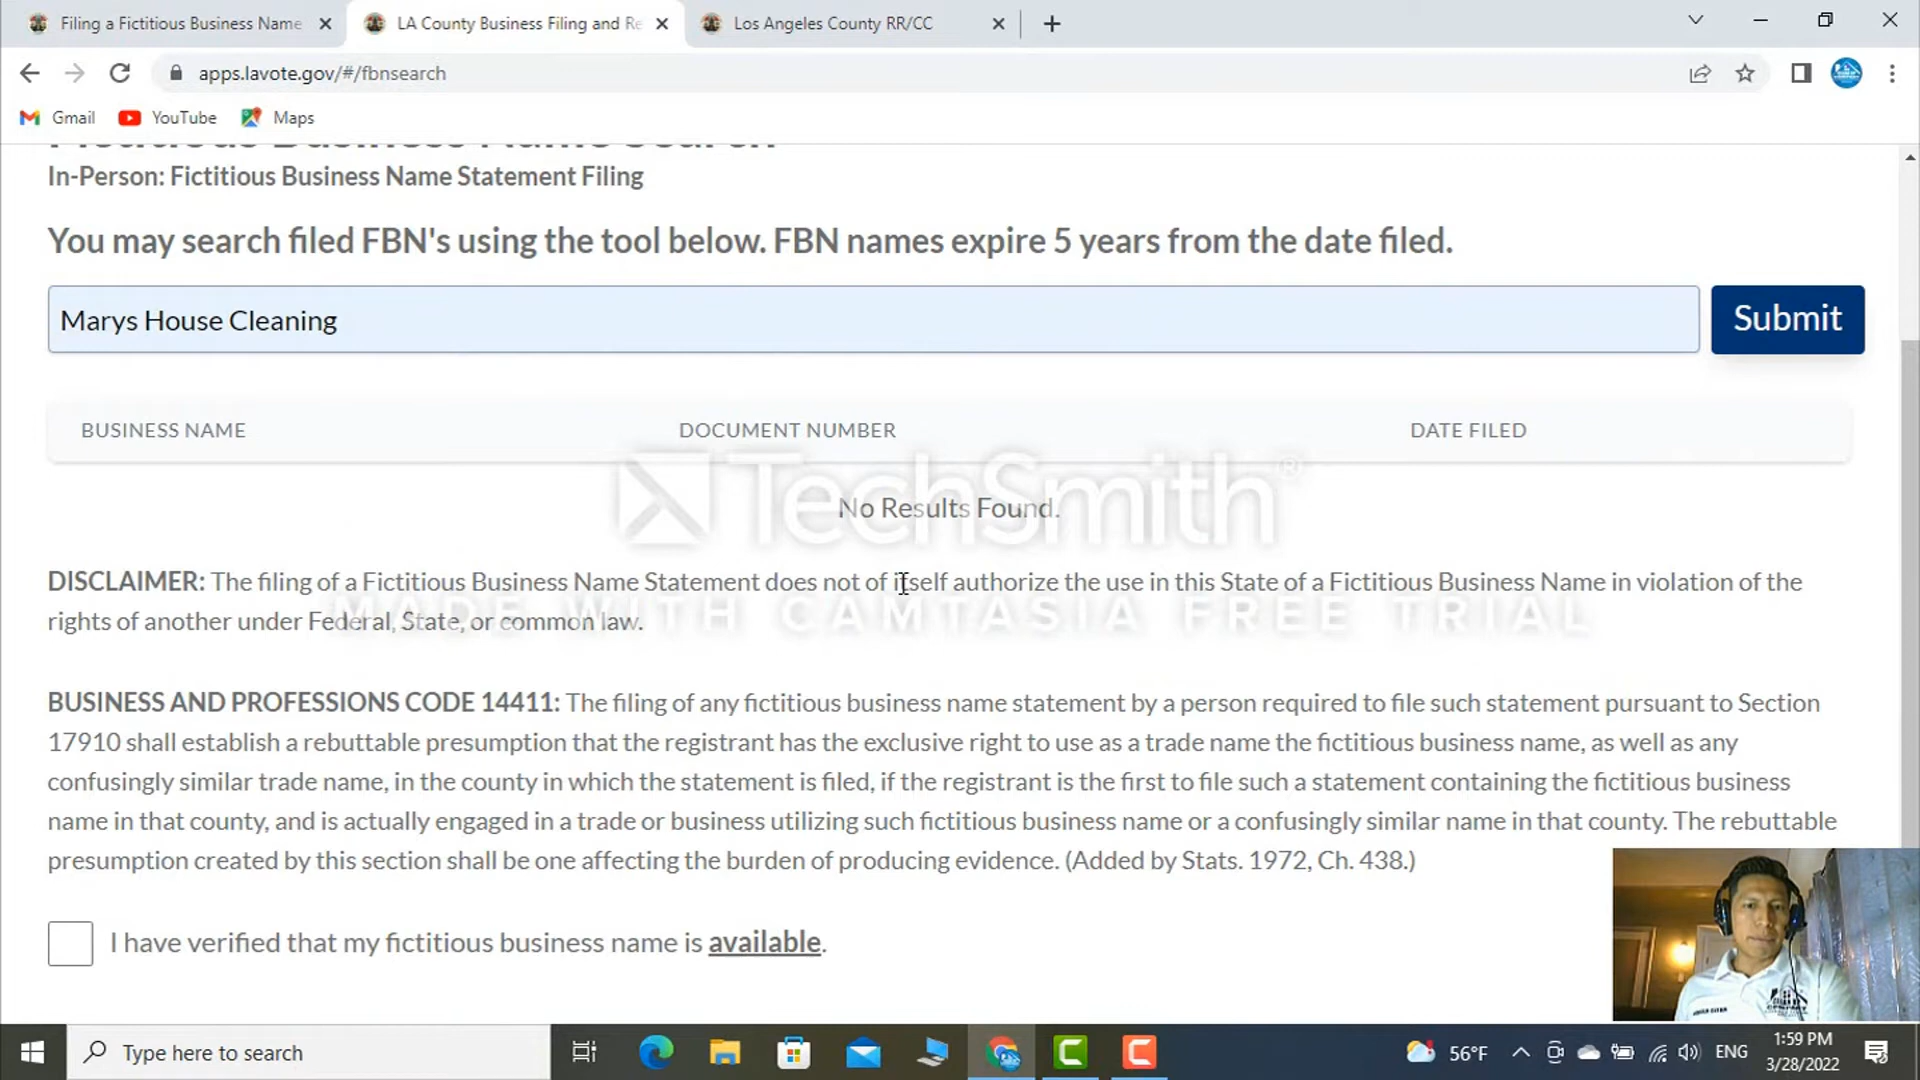 Filing a Fictitious Business Name
LA County Business Filing and Re
Los Angeles County RR/CC
apps.lavote.gov/#/fbnsearch
Gmail
YouTube
Maps
Fictitious Business Name Search
In-Person: Fictitious Business Name Statement Filing
You may search filed FBN's using the tool below. FBN names expire 5 years from the date filed.
Marys House Cleaning
Submit
BUSINESS NAME
DOCUMENT NUMBER
DATE FILED
TechSmith®
No Results Found.
DISCLAIMER: The filing of a Fictitious Business Name Statement does not of itself authorize the use in this State of a Fictitious Business Name in violation of the
rights of another under Federal, State, or common law.
MADE WITH CAMTASIA FREE TRIAL
BUSINESS AND PROFESSIONS CODE 14411: The filing of any fictitious business name statement by a person required to file such statement pursuant to Section
17910 shall establish a rebuttable presumption that the registrant has the exclusive right to use as a trade name the fictitious business name, as well as any
confusingly similar trade name, in the county in which the statement is filed, if the registrant is the first to file such a statement containing the fictitious business
name in that county, and is actually engaged in a trade or business utilizing such fictitious business name or a confusingly similar name in that county. The rebuttable
presumption created by this section shall be one affecting the burden of producing evidence. (Added by Stats. 1972, Ch. 438.)
I have verified that my fictitious business name is available.
Type here to search
56°F
ENG
1:59 PM
3/28/2022